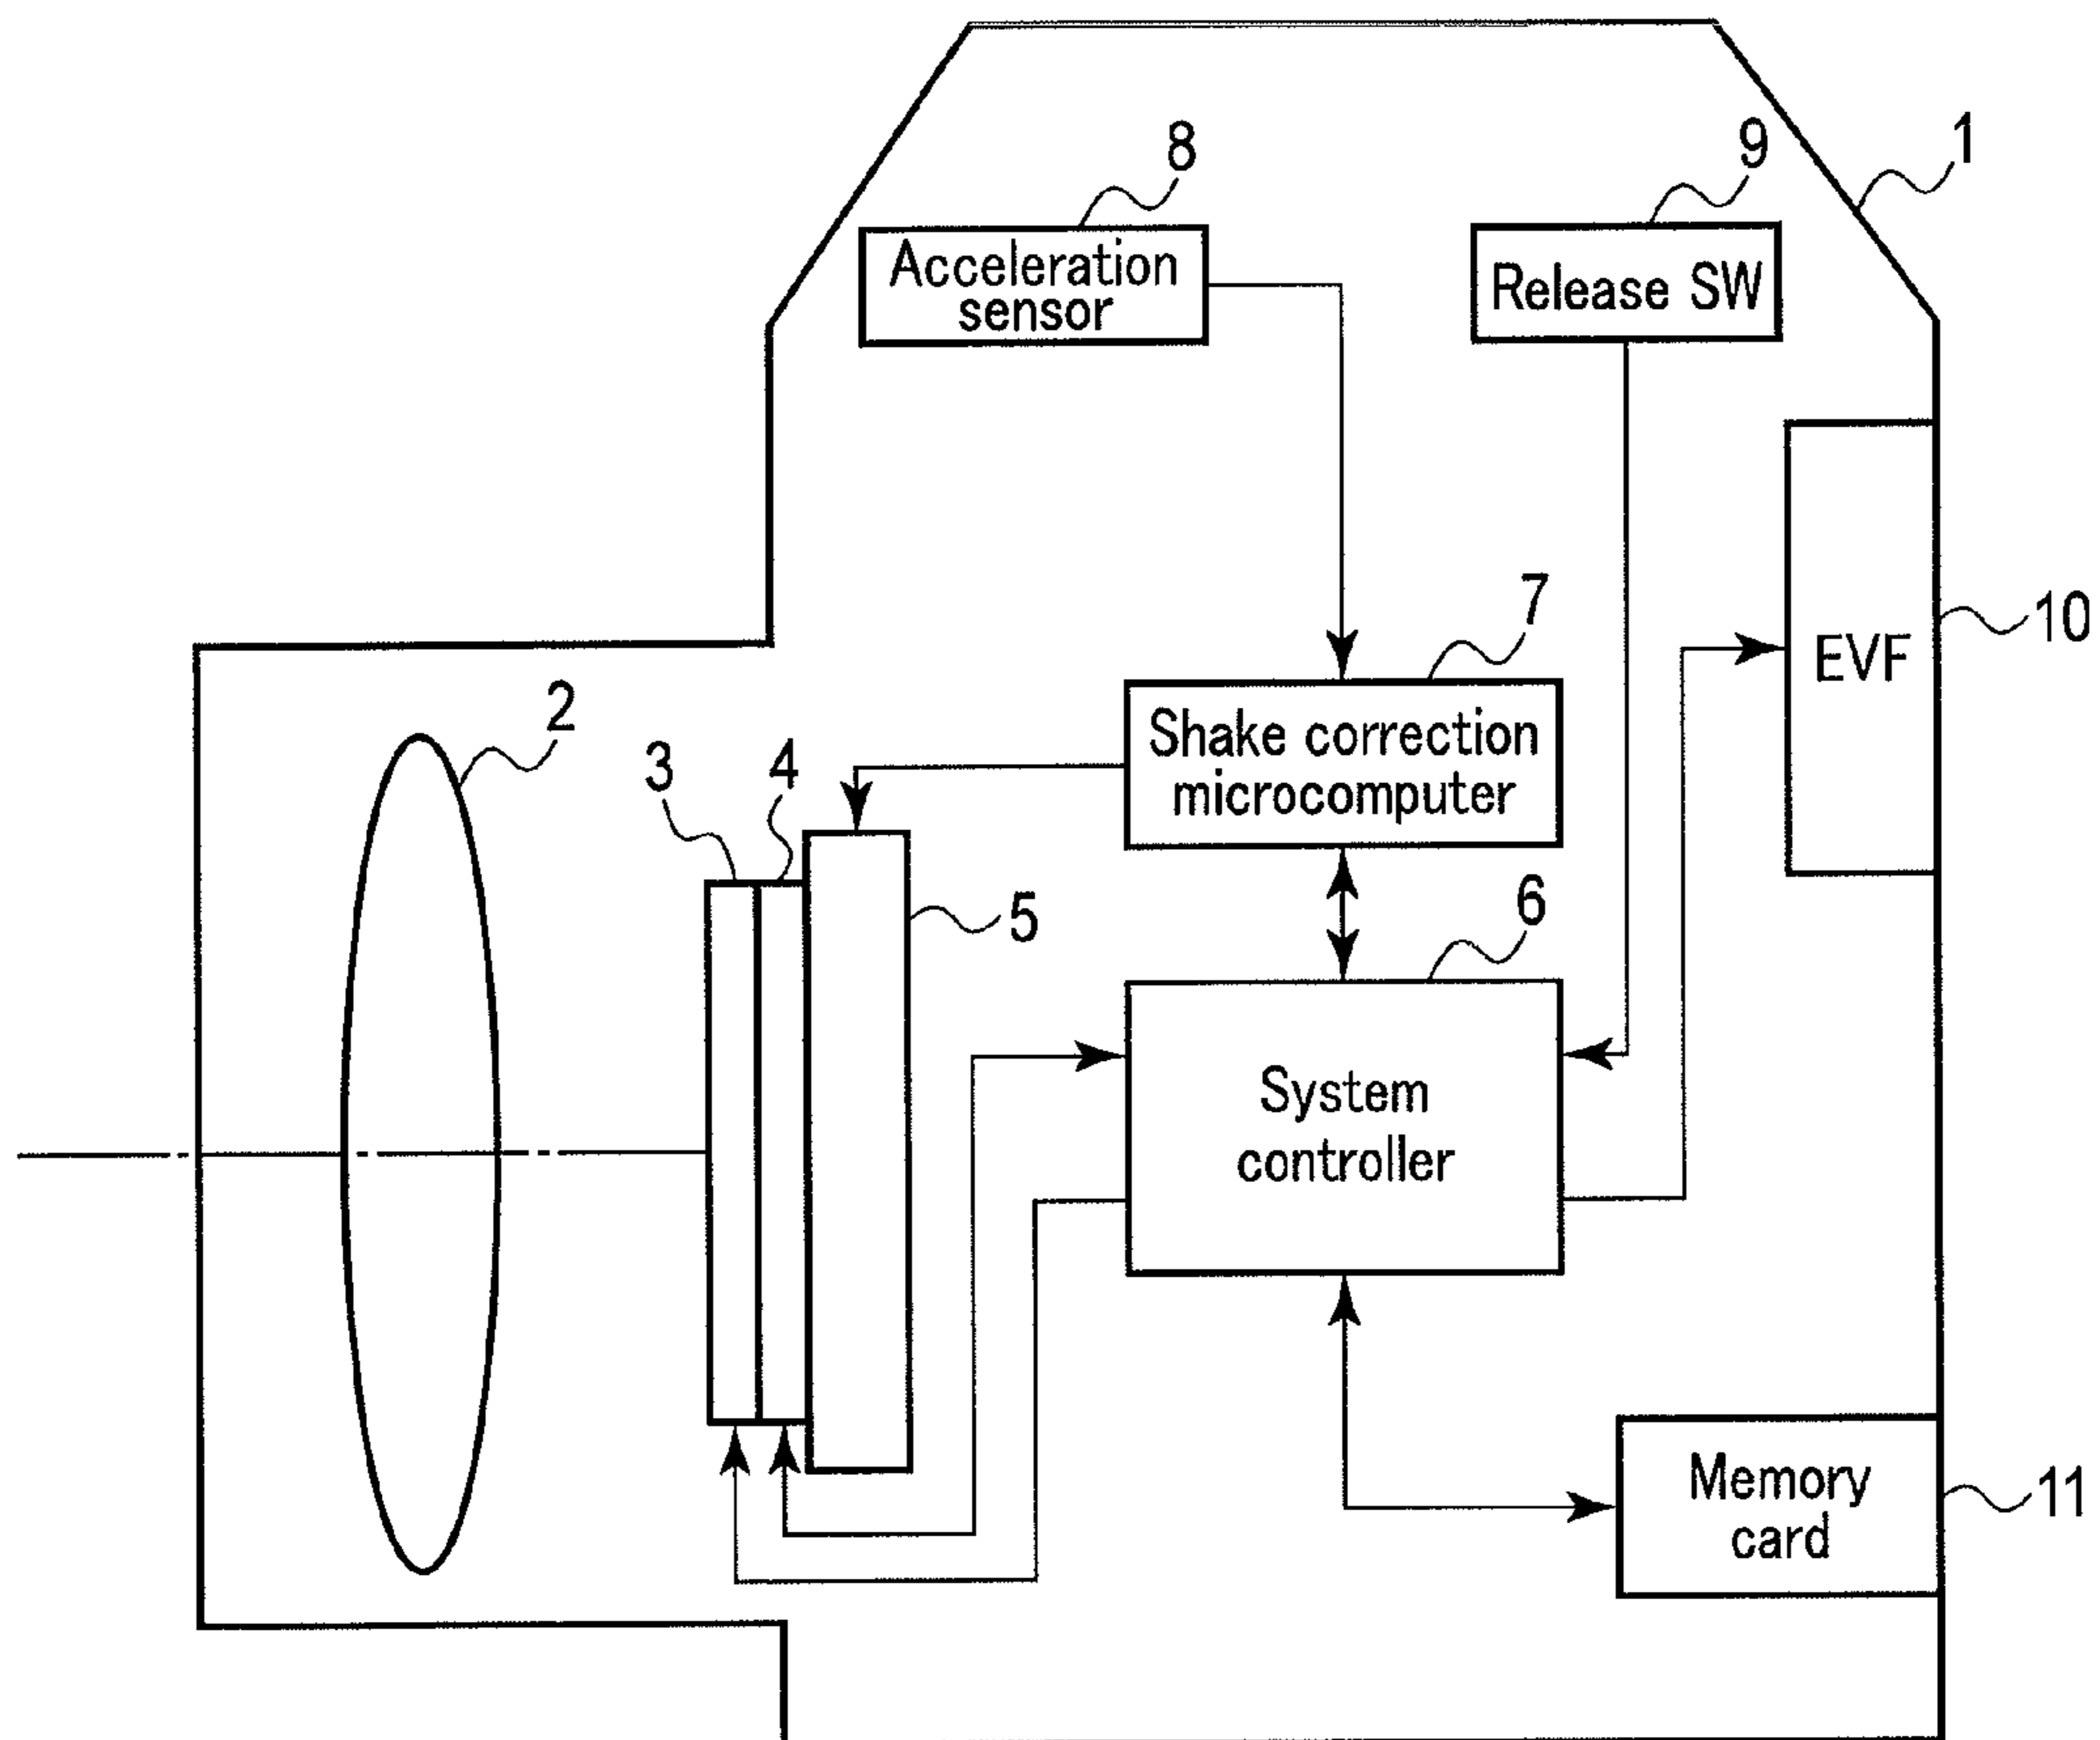 8
9
1
Acceleration
sensor
Release SW
7
10
EVF
2
Shake correction
microcomputer
3
4
5
6
System
controller
Memory
card
11